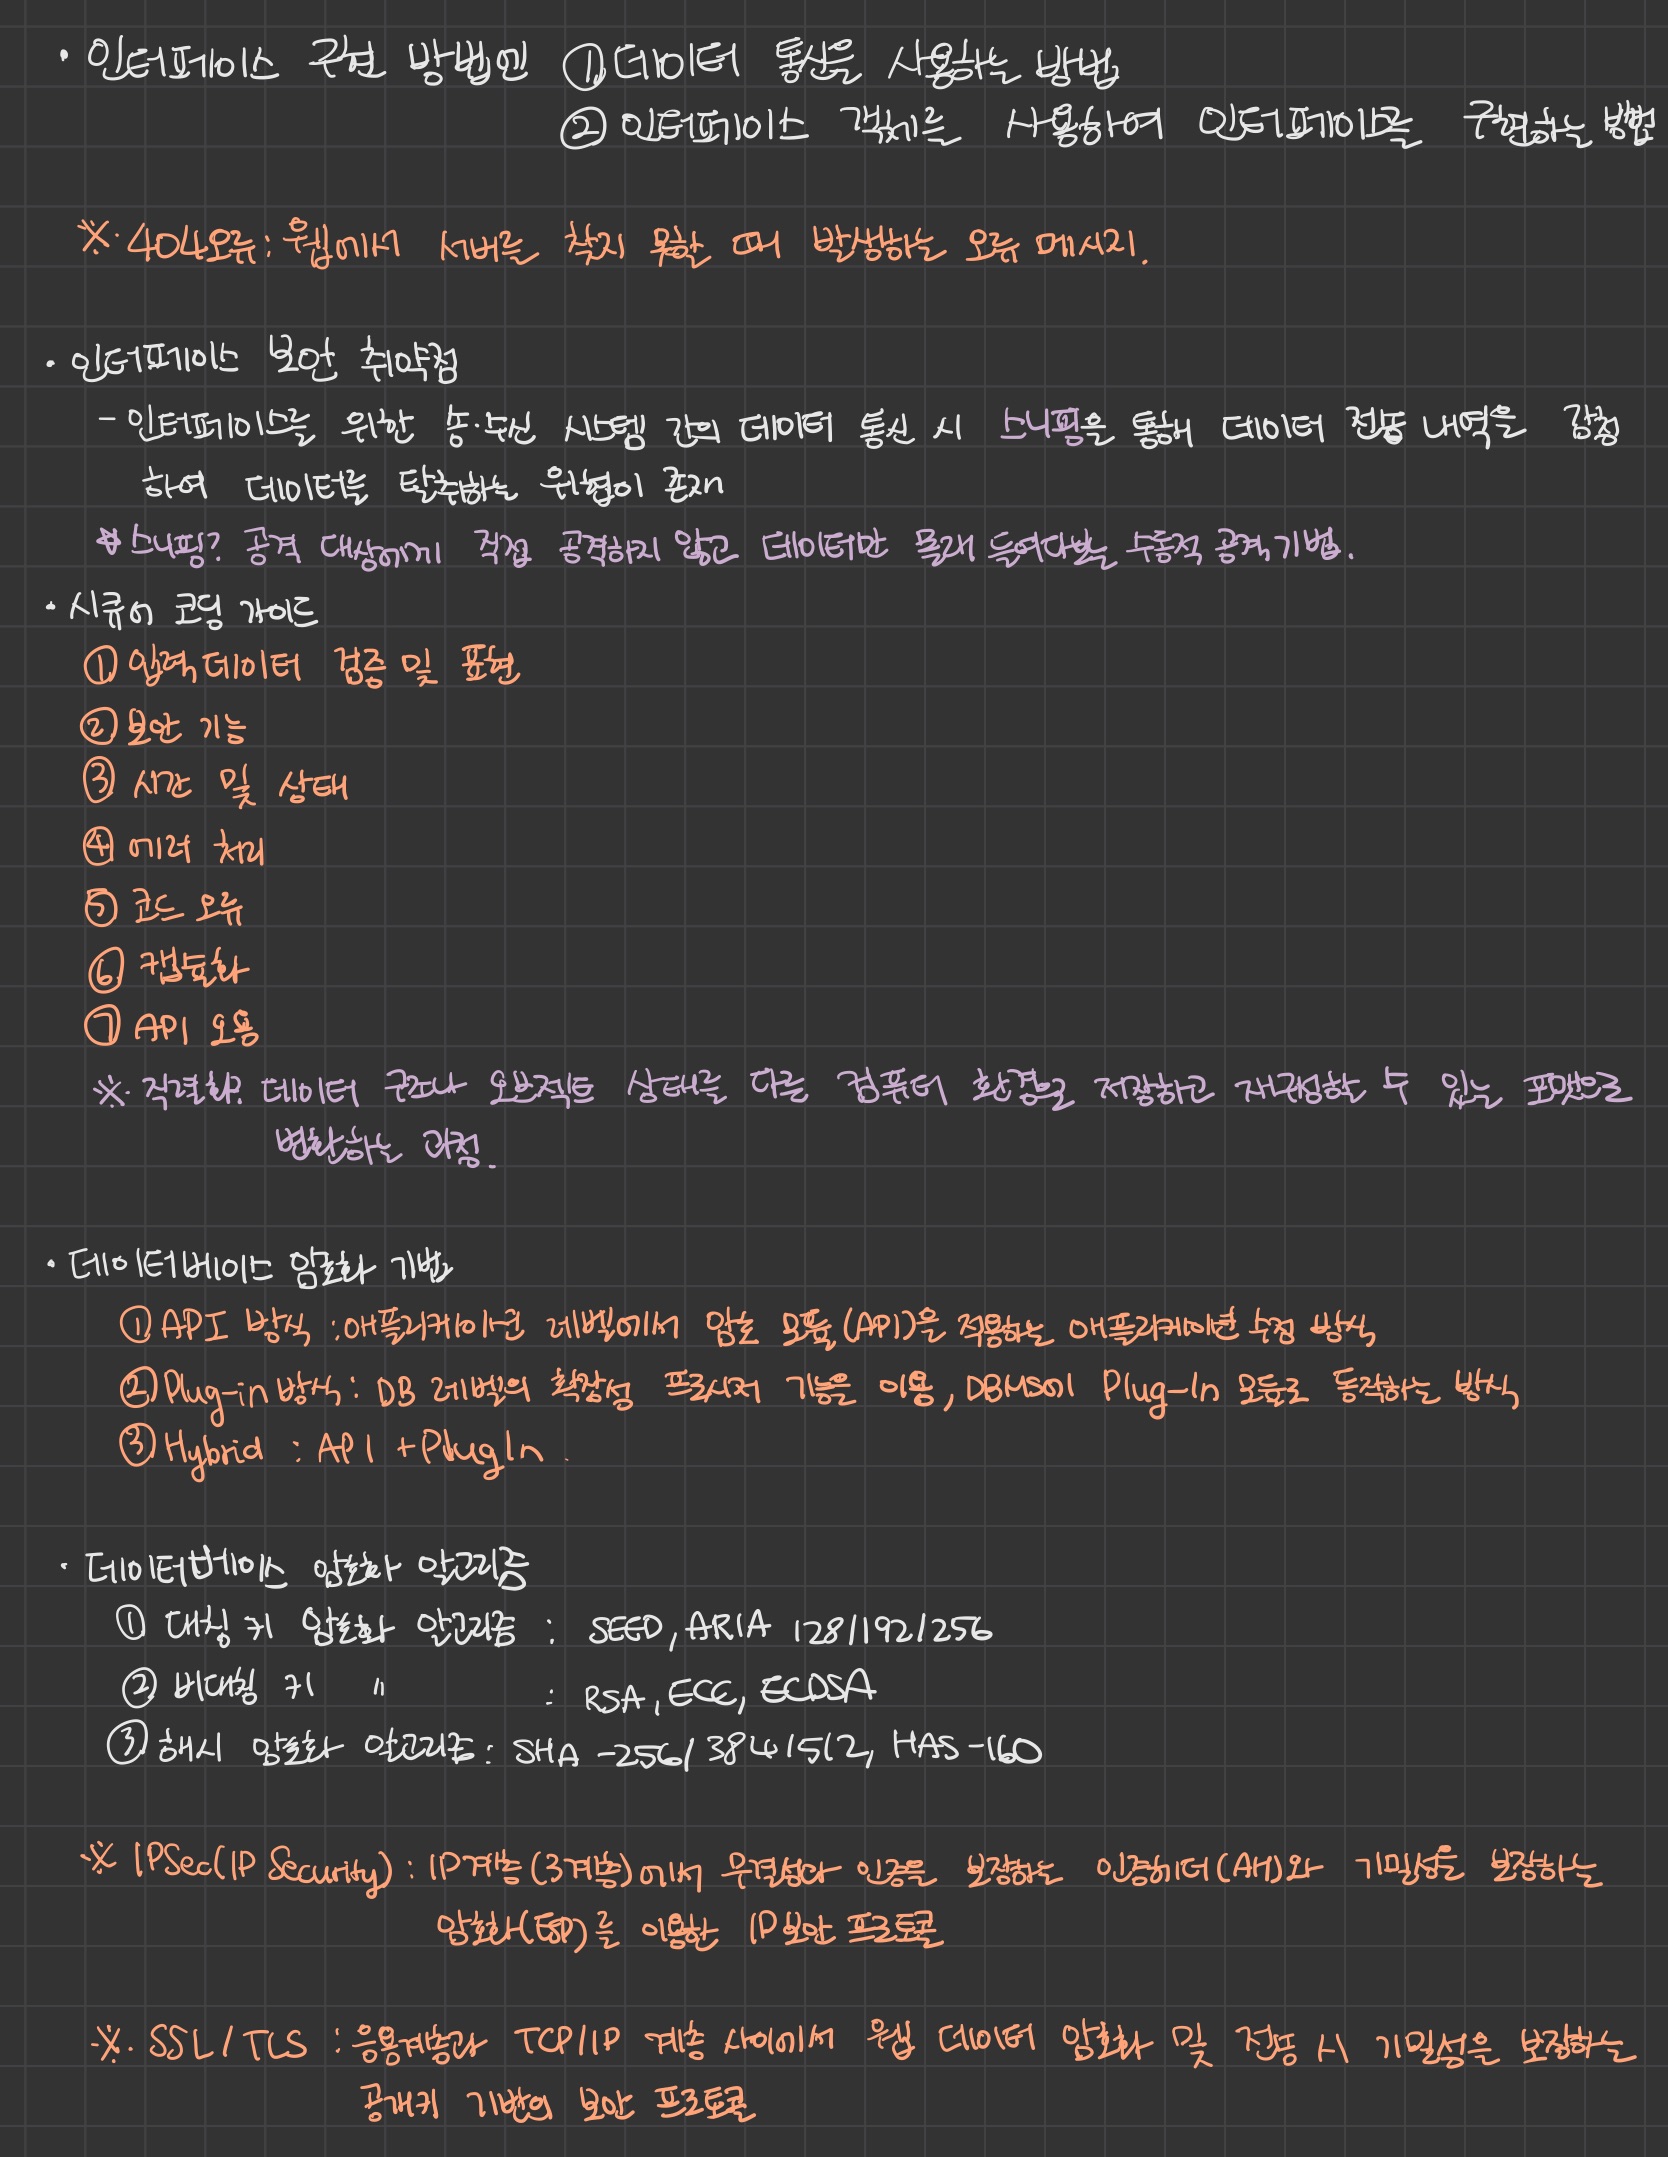 · 인터페이스 구현 방법엔 ① 데이터 통신을 사용하는 방법
② 인터페이스 객체를 사용하여 인터페이스를 구현하는 방법
※. 404오류 : 웹에서 서버를 찾지 못할 때 발생하는 오류 메시지.
· 인터페이스 보안 취약점
- 인터페이스를 위한 송·수신 시스템 간의 데이터 통신 시 스니핑을 통해 데이터 전송 내역을 감청
하여 데이터를 탈취하는 위협이 존재
* 스니핑? 공격 대상에게 직접 공격하지 않고 데이터만 몰래 들여다보는 수동적 공격기법.
· 시큐어 코딩 가이드
① 입력데이터 검증 및 표현
② 보안 기능
③ 시간 및 상태
④ 에러 처리
⑤ 코드 오류
⑥ 캡슐화
⑦ API 오용
※. 직렬화? 데이터 구조나 오브젝트 상태를 다른 컴퓨터 환경으로 저장하고 재구성할 수 있는 포맷으로
변환하는 과정.
· 데이터베이스 암호화 기법
① API 방식 : 애플리케이션 레벨에서 암호 모듈(API)을 적용하는 애플리케이션 수정 방식
② Plug-in 방식 : DB 레벨의 확장성 프로시저 기능을 이용, DBMS에 Plug-In 모듈로 동작하는 방식
③ Hybrid : API + PlugIn.
· 데이터베이스 암호화 알고리즘
① 대칭 키 암호화 알고리즘 : SEED, ARIA 128/192/256
② 비대칭 키 〃 : RSA, ECC, ECDSA
③ 해시 암호화 알고리즘 : SHA -256/384/512, HAS-160
※ IPSec(IP Security) : IP계층(3계층)에서 무결성과 인증을 보장하는 인증헤더(AH)와 기밀성을 보장하는
암호화(ESP)를 이용한 IP보안 프로토콜
※. SSL/TLS : 응용계층과 TCP/IP 계층 사이에서 웹 데이터 암호화 및 전송 시 기밀성을 보장하는
공개키 기반의 보안 프로토콜